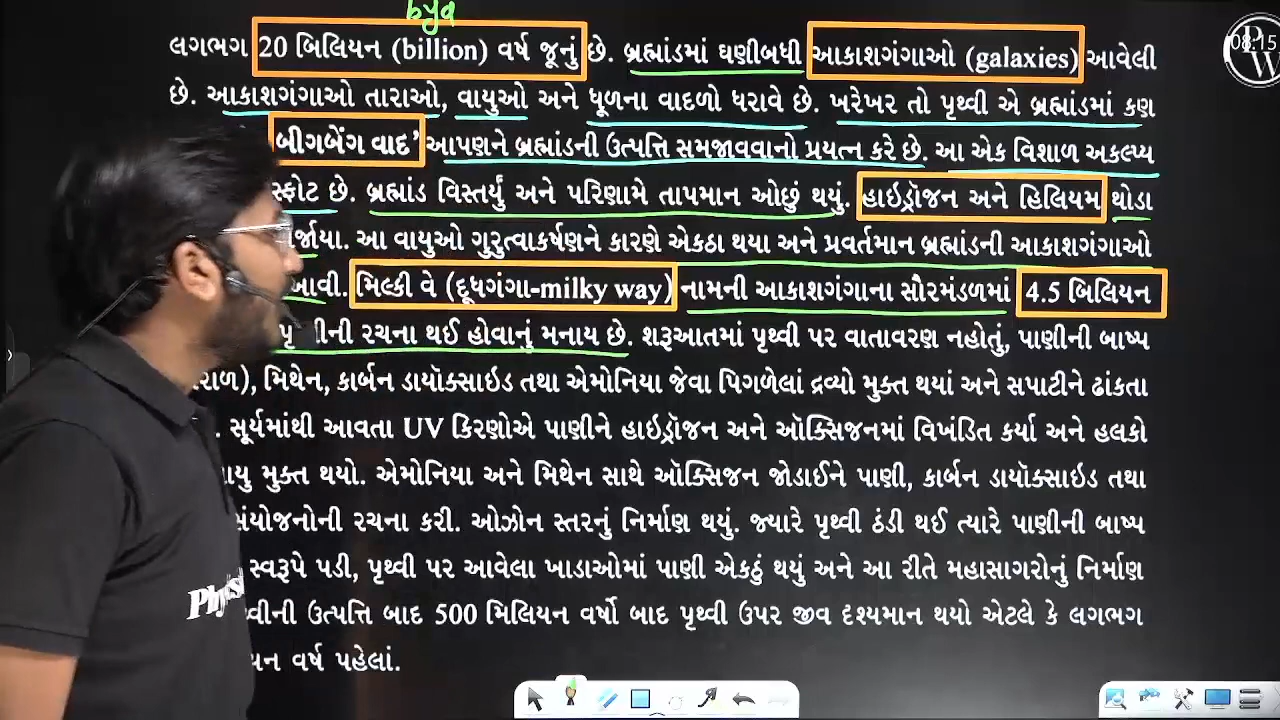 bya
લગભગ 20 બિલિયન (billion) વર્ષ જૂનું છે. બ્રહ્માંડમાં ઘણીબધી આકાશગંગાઓ (galaxies) આવેલી
08:15
છે. આકાશગંગાઓ તારાઓ, વાયુઓ અને ધૂળના વાદળો ધરાવે છે. ખરેખર તો પૃથ્વી એ બ્રહ્માંડમાં કણ
બીગબેંગ વાદ’ આપણને બ્રહ્માંડની ઉત્પત્તિ સમજાવવાનો પ્રયત્ન કરે છે. આ એક વિશાળ અકલ્પ્ય
સ્ફોટ છે. બ્રહ્માંડ વિસ્તર્યું અને પરિણામે તાપમાન ઓછું થયું. હાઇડ્રૉજન અને હિલિયમ થોડા
ર્જાયા. આ વાયુઓ ગુરુત્વાકર્ષણને કારણે એકઠા થયા અને પ્રવર્તમાન બ્રહ્માંડની આકાશગંગાઓ
આવી. મિલ્કી વે (દૂધગંગા-milky way) નામની આકાશગંગાના સૌરમંડળમાં 4.5 બિલિયન
ની રચના થઈ હોવાનું મનાય છે. શરૂઆતમાં પૃથ્વી પર વાતાવરણ નહોતું, પાણીની બાષ્પ
રાળ), મિથેન, કાર્બન ડાયૉક્સાઇડ તથા એમોનિયા જેવા પિગળેલાં દ્રવ્યો મુક્ત થયાં અને સપાટીને ઢાંકતા
. સૂર્યમાંથી આવતા UV કિરણોએ પાણીને હાઇડ્રૉજન અને ઑક્સિજનમાં વિખંડિત કર્યા અને હલકો
યુ મુક્ત થયો. એમોનિયા અને મિથેન સાથે ઑક્સિજન જોડાઈને પાણી, કાર્બન ડાયૉક્સાઇડ તથા
સંયોજનોની રચના કરી. ઓઝોન સ્તરનું નિર્માણ થયું. જ્યારે પૃથ્વી ઠંડી થઈ ત્યારે પાણીની બાષ્પ
સ્વરૂપે પડી, પૃથ્વી પર આવેલા ખાડાઓમાં પાણી એકઠું થયું અને આ રીતે મહાસાગરોનું નિર્માણ
વીની ઉત્પત્તિ બાદ 500 મિલિયન વર્ષો બાદ પૃથ્વી ઉપર જીવ દૃશ્યમાન થયો એટલે કે લગભગ
યન વર્ષ પહેલાં.